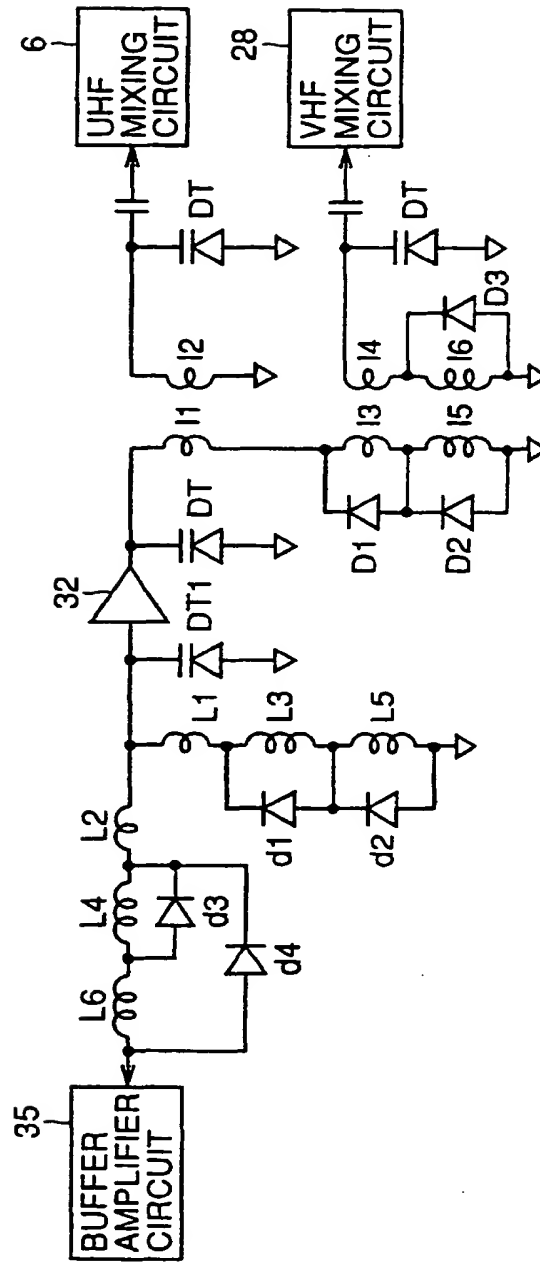 35
BUFFER
AMPLIFIER
CIRCUIT
L6
L4
L2
d3
d4
L1
L3
L5
d1
d2
32
DT1
DT
I1
I3
I5
D1
D2
I2
DT
6
UHF
MIXING
CIRCUIT
I4
I6
D3
DT
28
VHF
MIXING
CIRCUIT